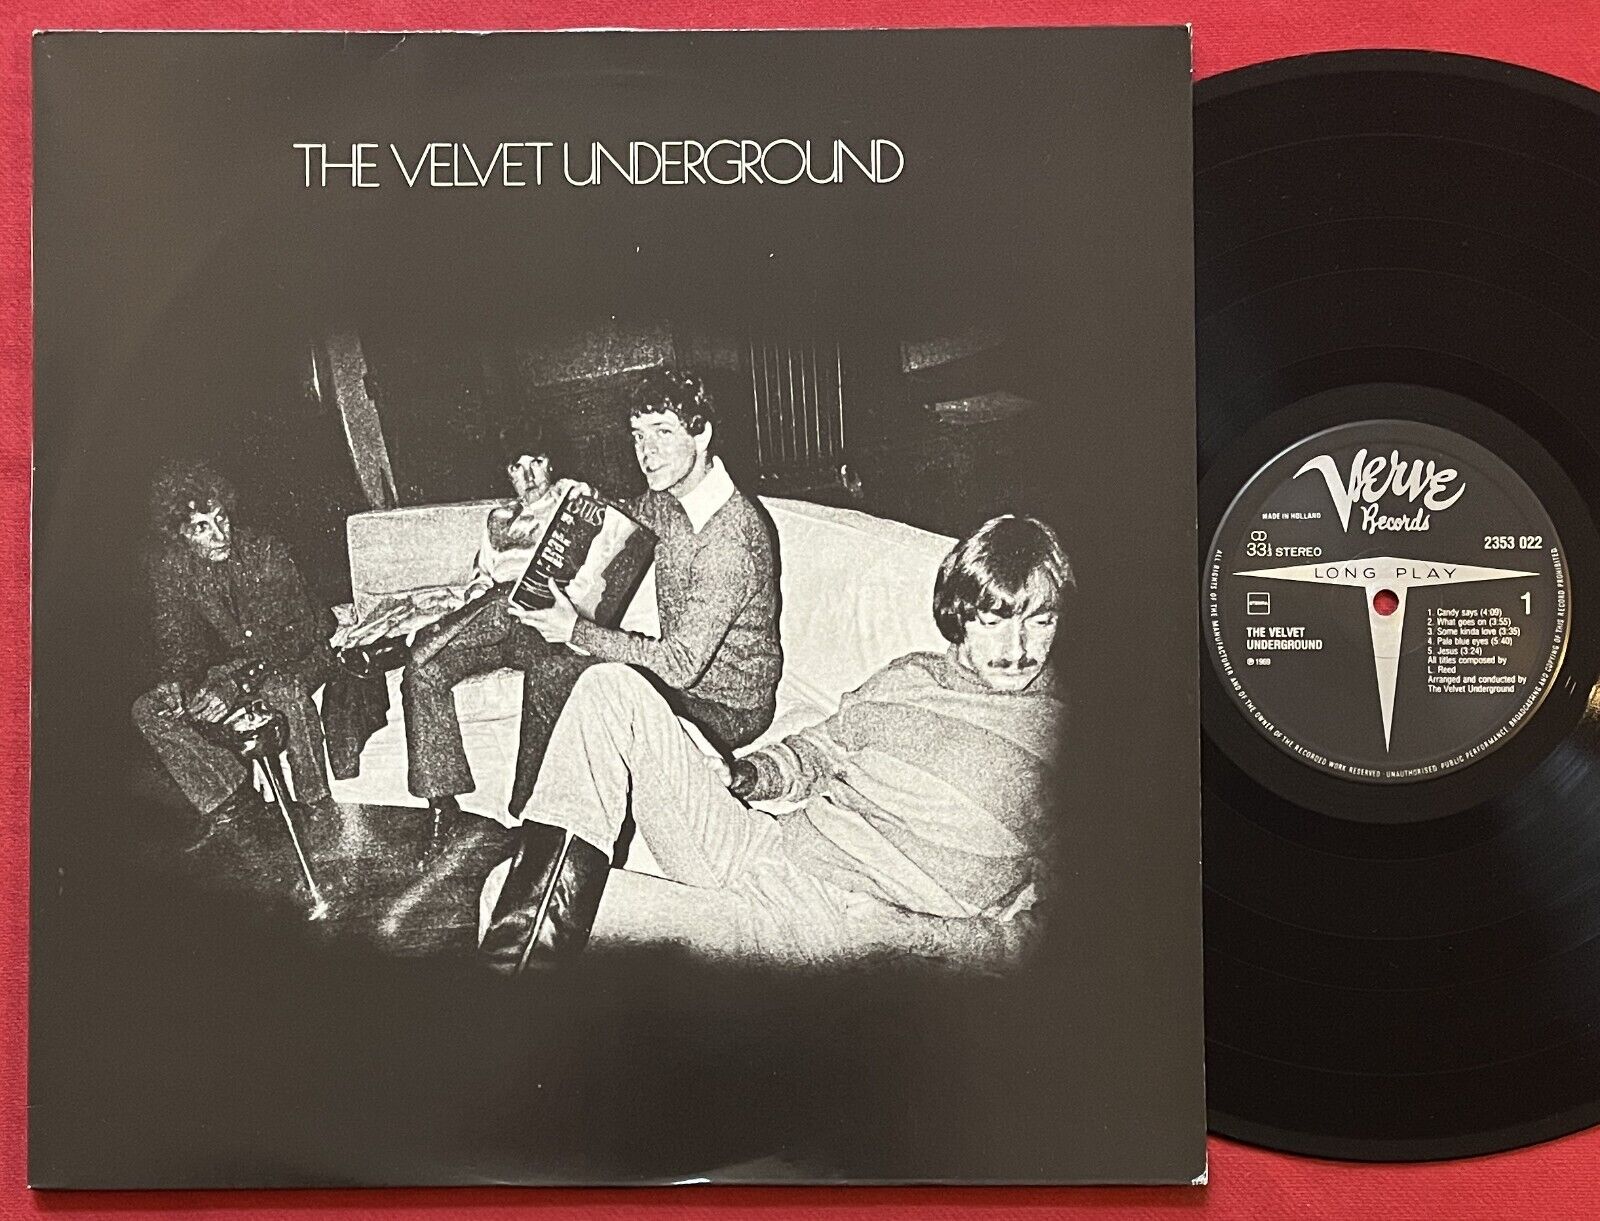 THE VELVET UNDERGROUND
Verve
Records
MADE IN HOLLAND
33⅓ STEREO
2353 022
LONG PLAY
1
THE VELVET
UNDERGROUND
℗ 1969
1. Candy says (4:09)
2. What goes on (3:55)
3. Some kinda love (3:35)
4. Pale blue eyes (5:40)
5. Jesus (3:24)
All titles composed by
L. Reed
Arranged and conducted by
The Velvet Underground
ALL RIGHTS OF THE MANUFACTURER AND OF THE OWNER OF THE RECORDED WORK RESERVED · UNAUTHORISED PUBLIC PERFORMANCE, BROADCASTING AND COPYING OF THIS RECORD PROHIBITED